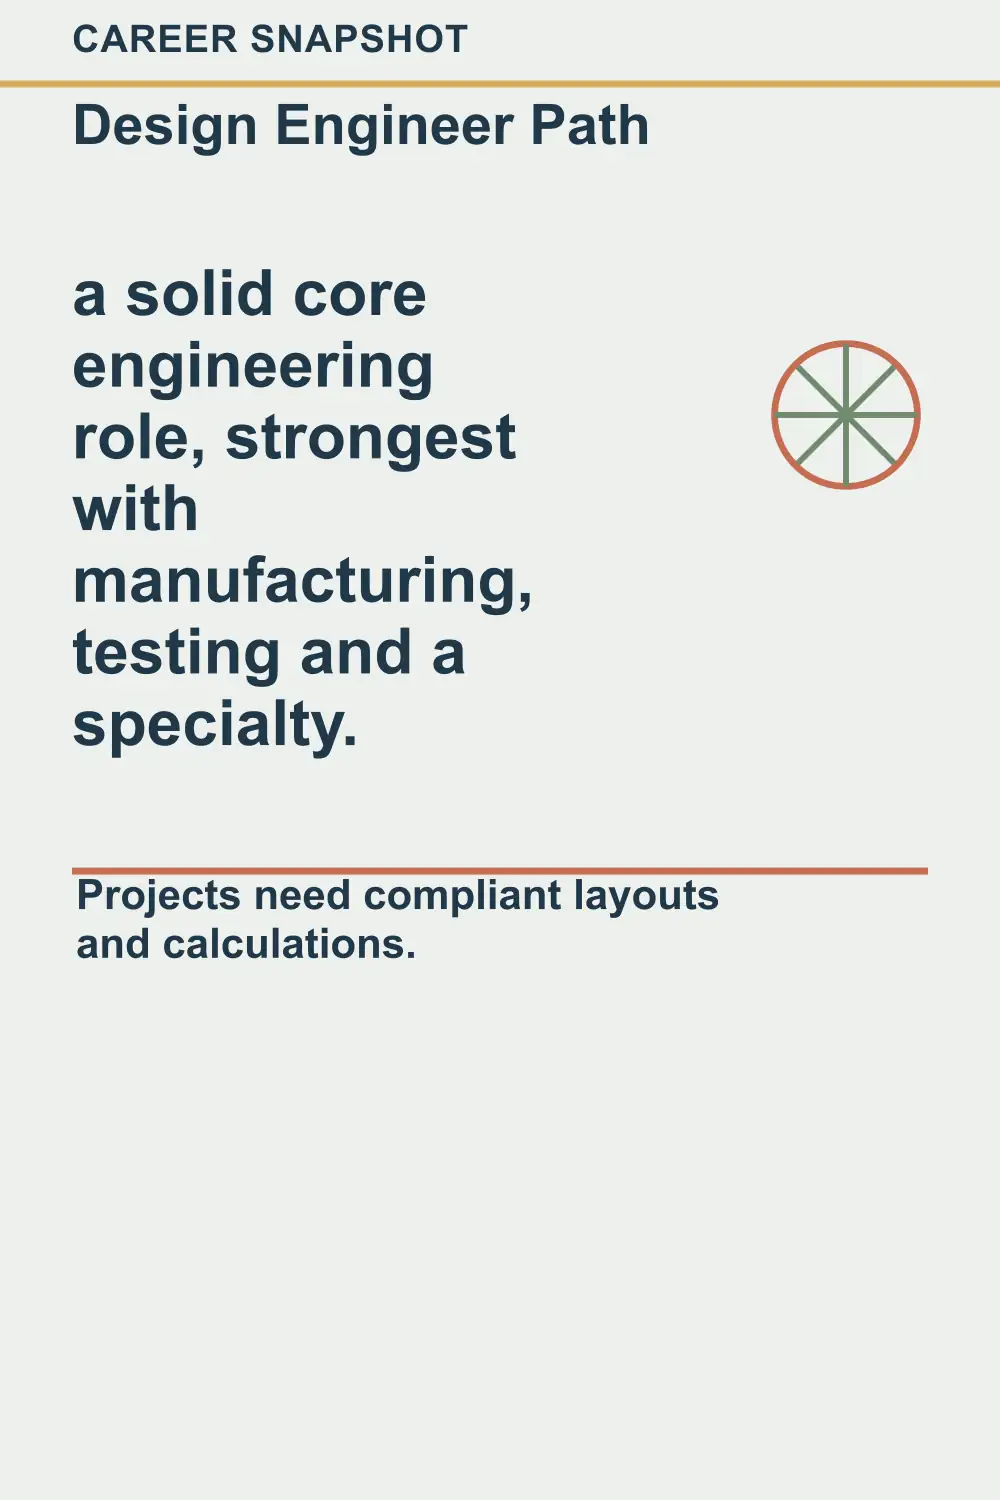 CAREER SNAPSHOT
Design Engineer Path
a solid core
engineering
role, strongest
with
manufacturing,
testing and a
specialty.
Projects need compliant layouts
and calculations.